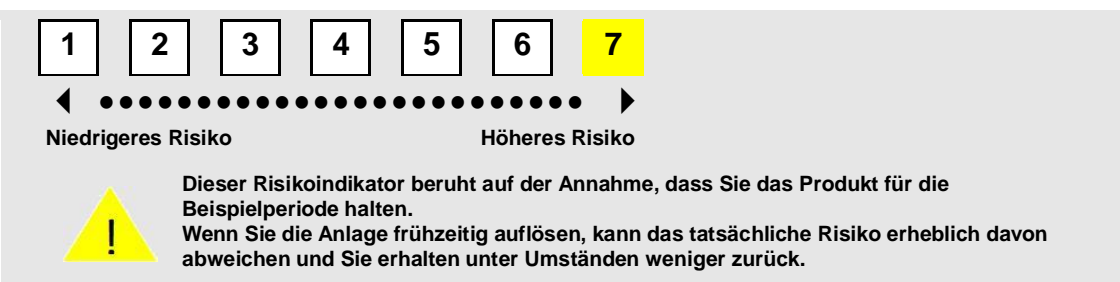 1 2 3 4 5 6 7
Niedrigeres Risiko Höheres Risiko
Dieser Risikoindikator beruht auf der Annahme, dass Sie das Produkt für die
Beispielperiode halten.
Wenn Sie die Anlage frühzeitig auflösen, kann das tatsächliche Risiko erheblich davon
abweichen und Sie erhalten unter Umständen weniger zurück.
!